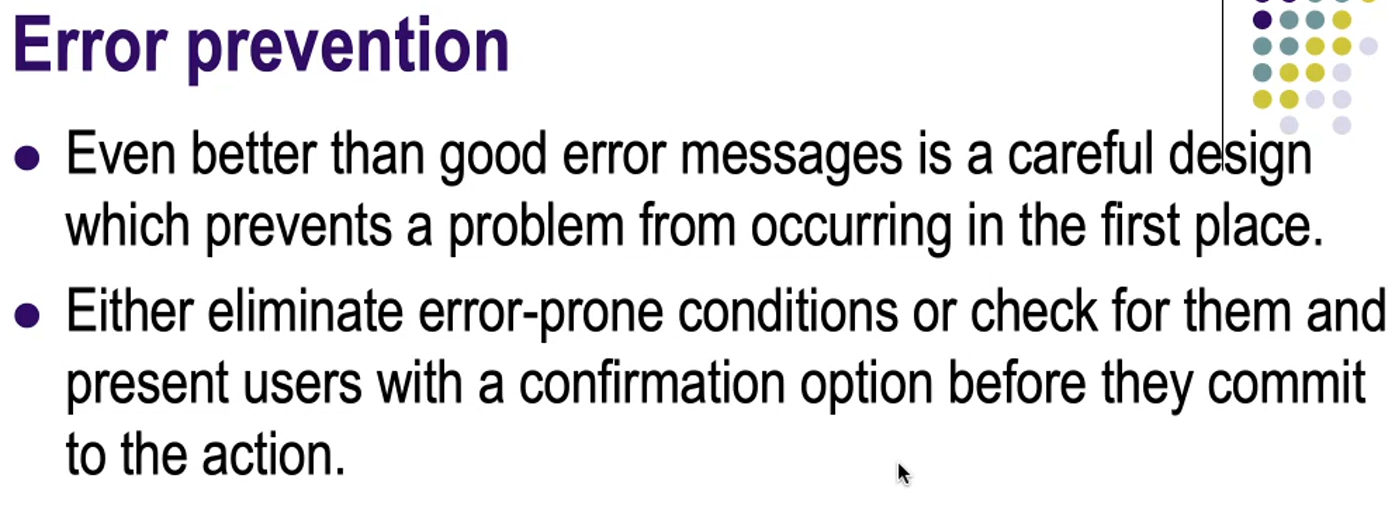 Error prevention
● Even better than good error messages is a careful design
which prevents a problem from occurring in the first place.
● Either eliminate error-prone conditions or check for them and
present users with a confirmation option before they commit
to the action.